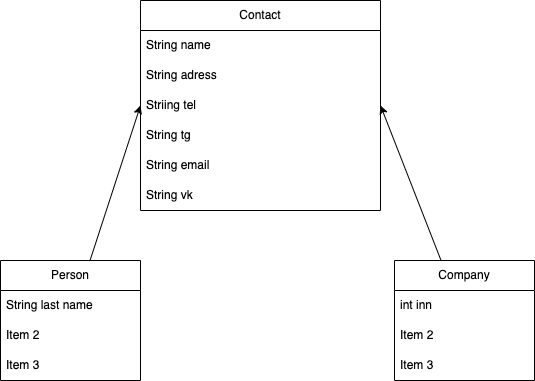 Contact
String name
String adress
Striing tel
String tg
String email
String vk
Person
String last name
Item 2
Item 3
Company
int inn
Item 2
Item 3